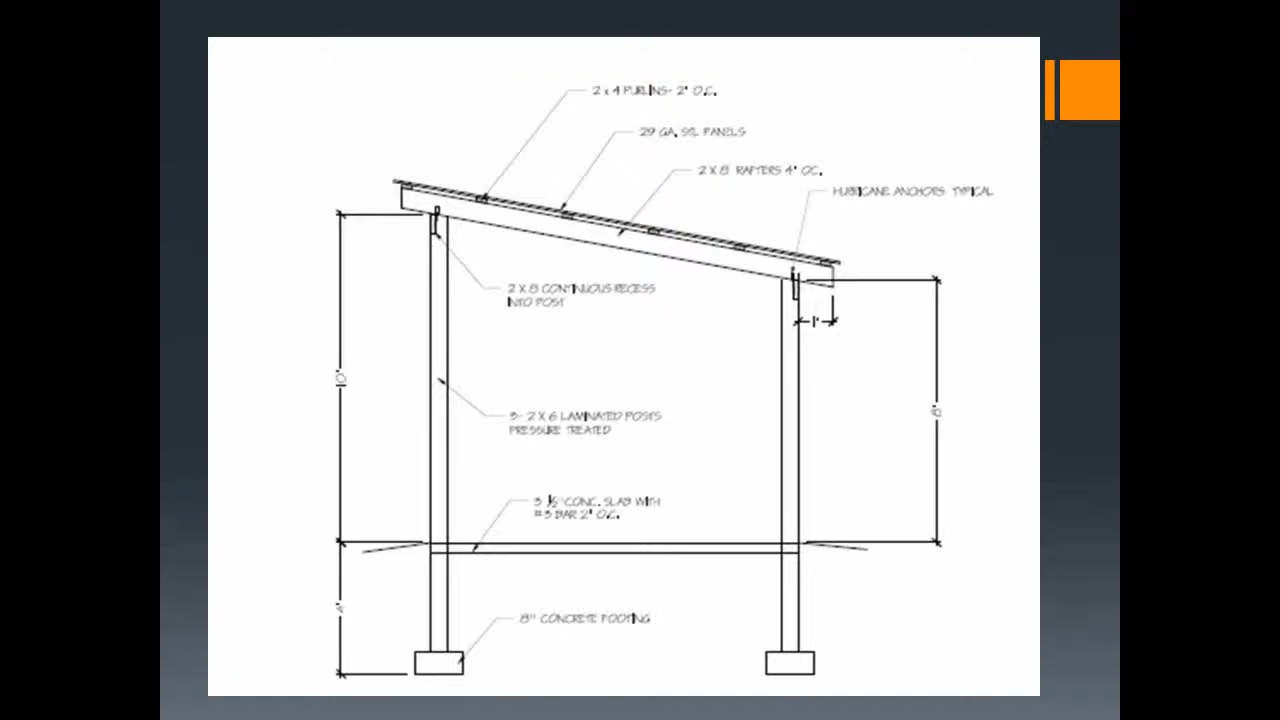 2 x 4 PURLINS- 2' O.C.
29 GA. STL PANELS
2 X 8 RAFTERS 4' OC.
HURRICANE ANCHORS TYPICAL
2 X 8 CONTINUOUS RECESS
INTO POST
1'
10'
8'
3- 2 X 6 LAMINATED POSTS
PRESSURE TREATED
3 ½" CONC. SLAB WITH
#3 BAR 2' O.C.
4'
8" CONCRETE FOOTING